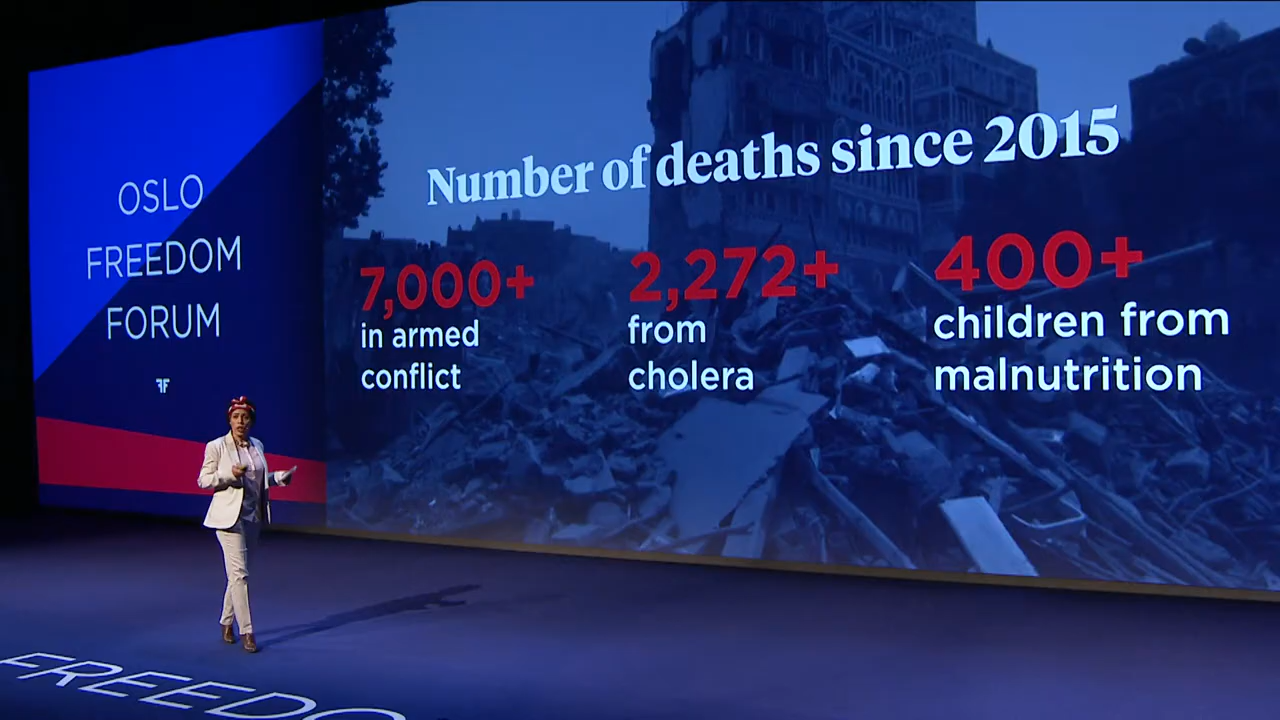 OSLO
FREEDOM
FORUM
Number of deaths since 2015
7,000+
in armed
conflict
2,272+
from
cholera
400+
children from
malnutrition
FREEDO